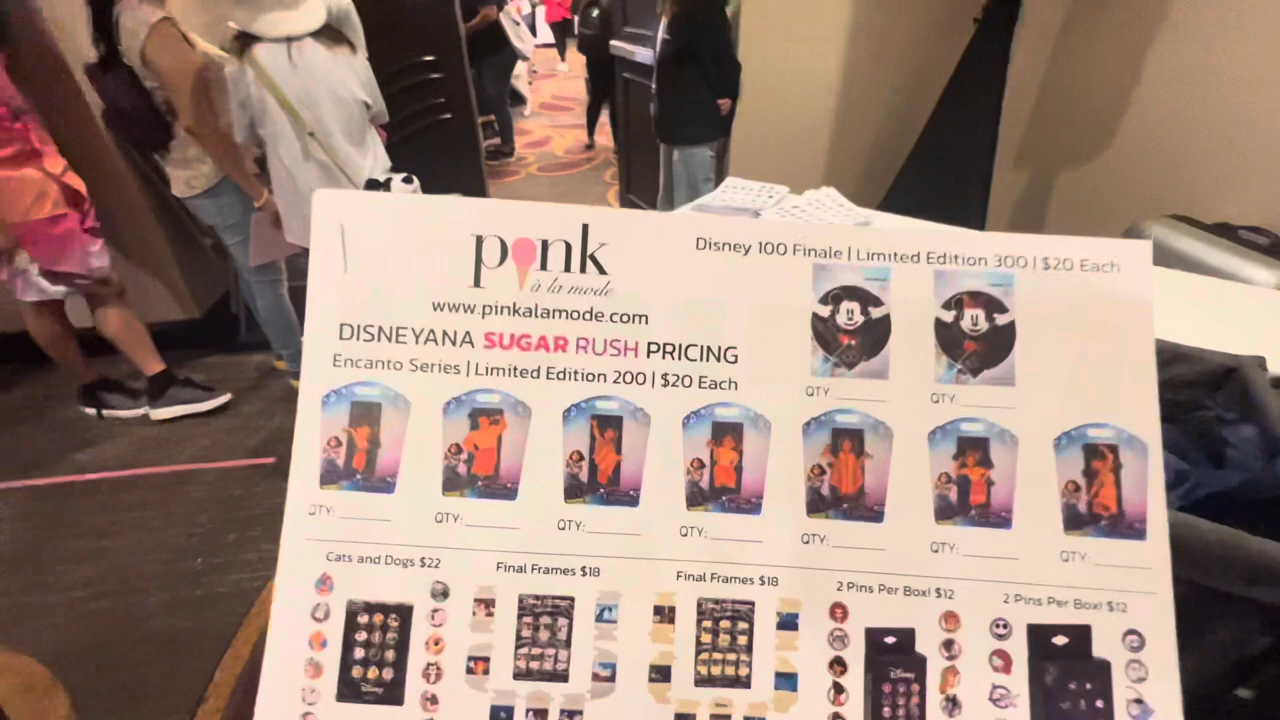 pink
à la mode
www.pinkalamode.com
DISNEYANA SUGAR RUSH PRICING
Encanto Series | Limited Edition 200 | $20 Each
Disney 100 Finale | Limited Edition 300 | $20 Each
QTY: QTY:
QTY: QTY: QTY: QTY: QTY: QTY: QTY:
Cats and Dogs $22
Final Frames $18
Final Frames $18
2 Pins Per Box! $12
2 Pins Per Box! $12
Disney
Disney